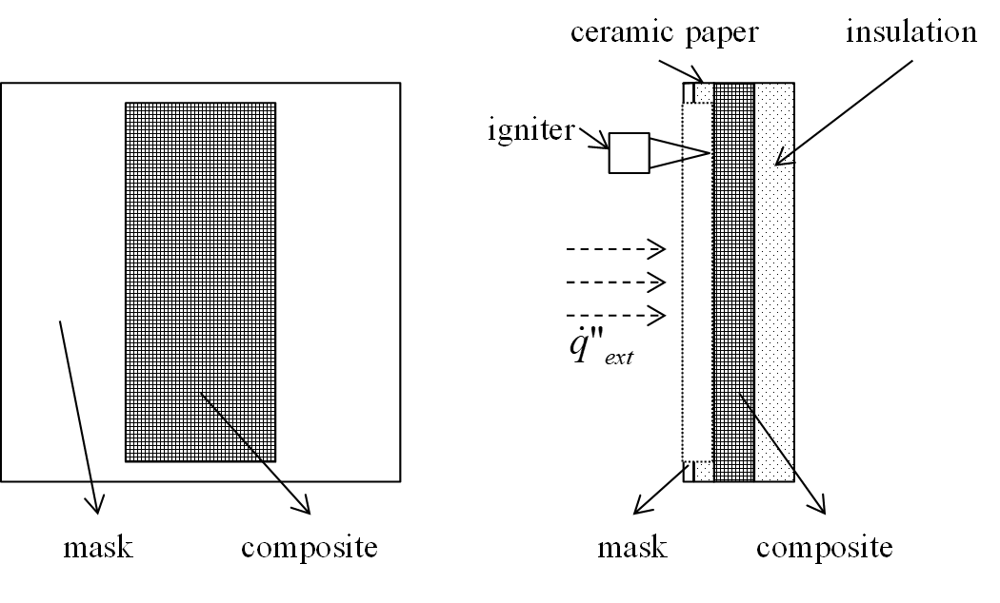 ceramic paper
insulation
igniter
q̇"ext
mask
composite
mask
composite